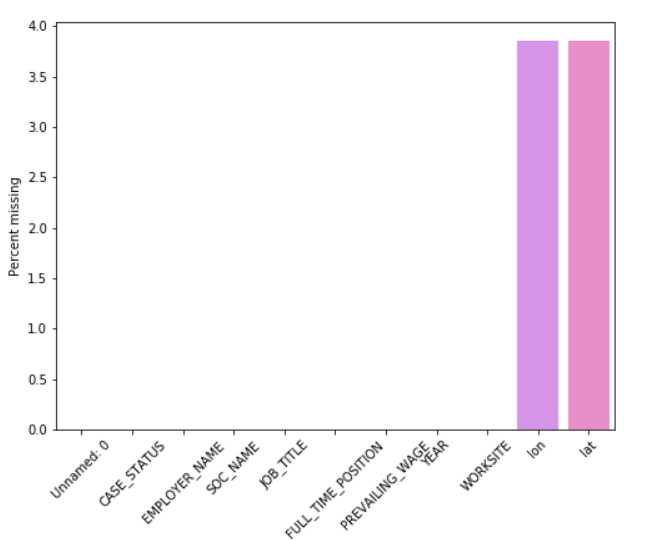 4.0
3.5
3.0
2.5
2.0
1.5
1.0
0.5
0.0
Percent missing
Unnamed: 0
CASE_STATUS
EMPLOYER_NAME
SOC_NAME
JOB_TITLE
FULL_TIME_POSITION
PREVAILING_WAGE
YEAR
WORKSITE
lon
lat